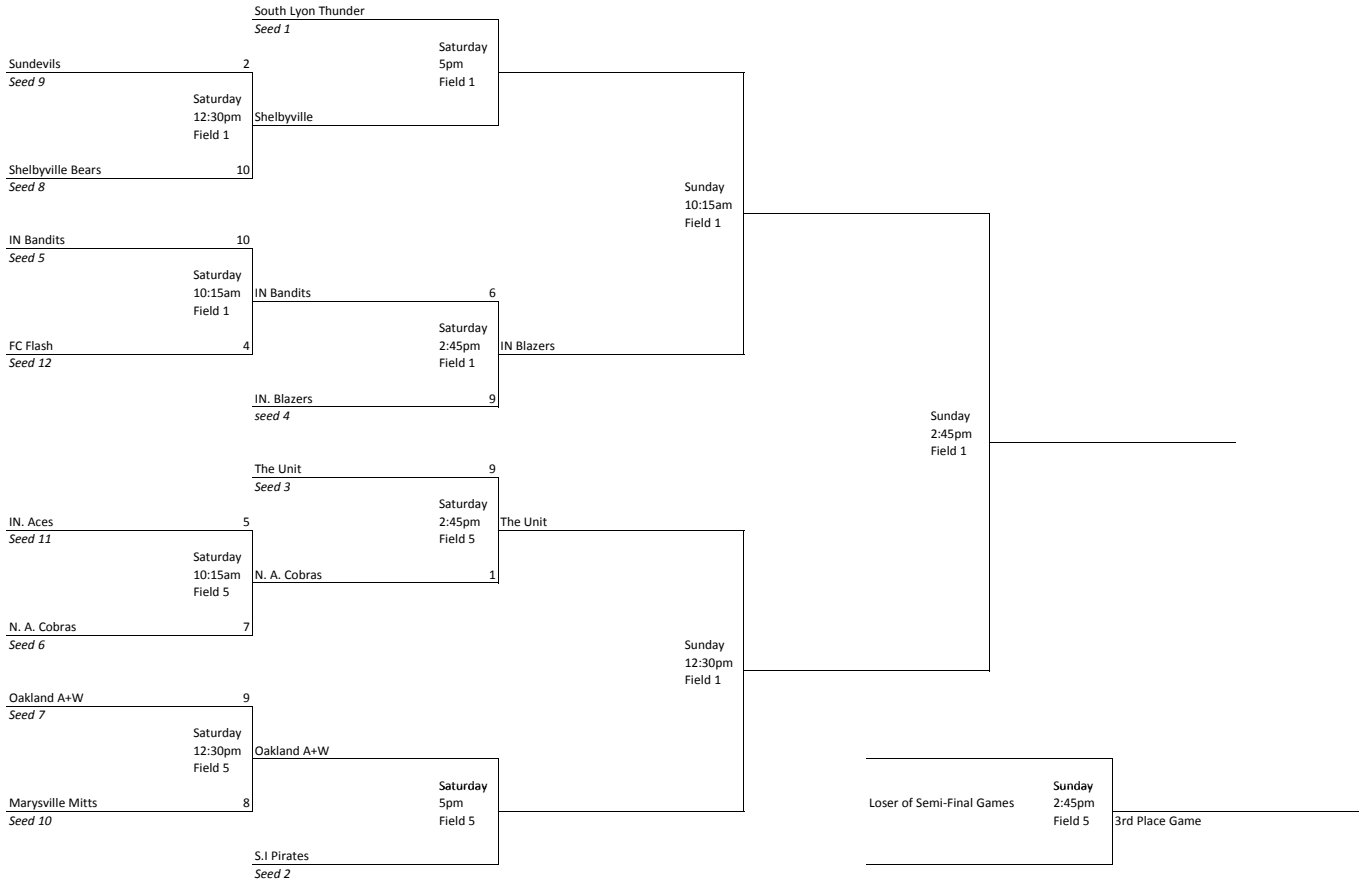 South Lyon Thunder
Seed 1
Saturday
5pm
Field 1
Sundevils 2
Seed 9
Saturday
12:30pm
Field 1
Shelbyville
Shelbyville Bears 10
Seed 8
Sunday
10:15am
Field 1
IN Bandits 10
Seed 5
Saturday
10:15am
Field 1
IN Bandits 6
FC Flash 4
Seed 12
Saturday
2:45pm
Field 1
IN Blazers
IN. Blazers 9
seed 4
Sunday
2:45pm
Field 1
The Unit 9
Seed 3
Saturday
2:45pm
Field 5
The Unit
IN. Aces 5
Seed 11
Saturday
10:15am
Field 5
N. A. Cobras 1
N. A. Cobras 7
Seed 6
Sunday
12:30pm
Field 1
Oakland A+W 9
Seed 7
Saturday
12:30pm
Field 5
Oakland A+W
Marysville Mitts 8
Seed 10
Saturday
5pm
Field 5
S.I Pirates
Seed 2
Loser of Semi-Final Games
Sunday
2:45pm
Field 5
3rd Place Game